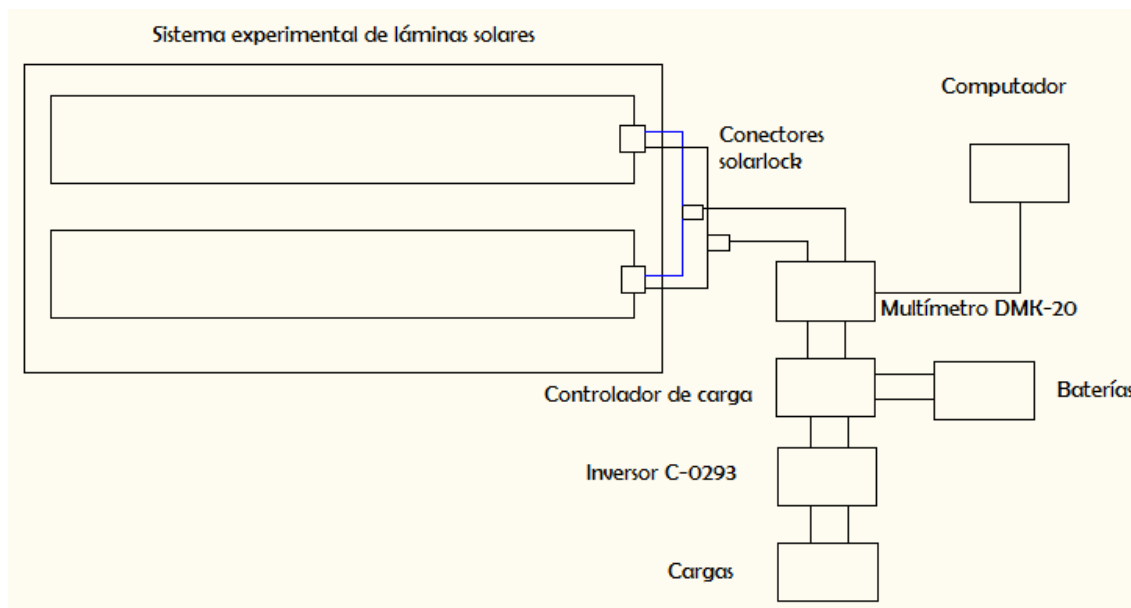 Sistema experimental de láminas solares
Computador
Conectores
solarlock
Multímetro DMK-20
Controlador de carga
Baterías
Inversor C-0293
Cargas